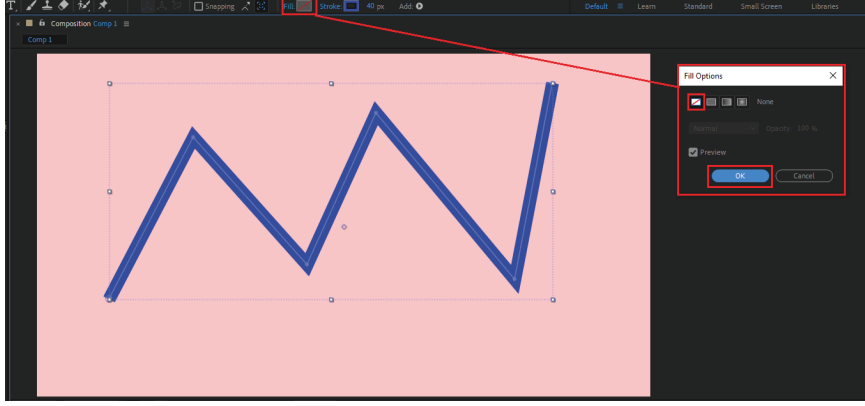 T Snapping Fill: Stroke: 40 px Add: Default Learn Standard Small Screen Libraries
× Composition Comp 1
Comp 1
Fill Options
None
Normal Opacity: 100 %
Preview
OK Cancel